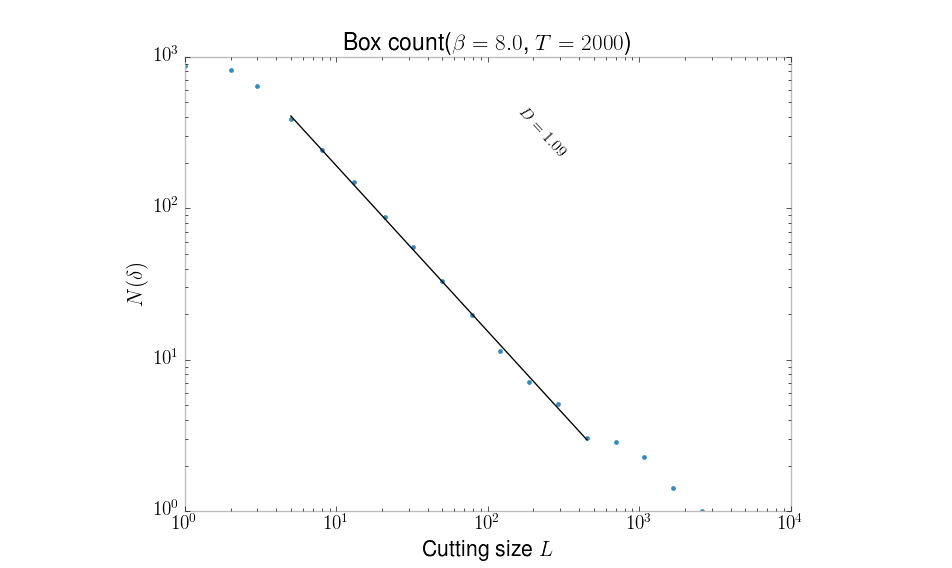 Box count(β = 8.0, T = 2000)
10³
D = 1.09
10²
N(δ)
10¹
10⁰
10⁰ 10¹ 10² 10³ 10⁴
Cutting size L